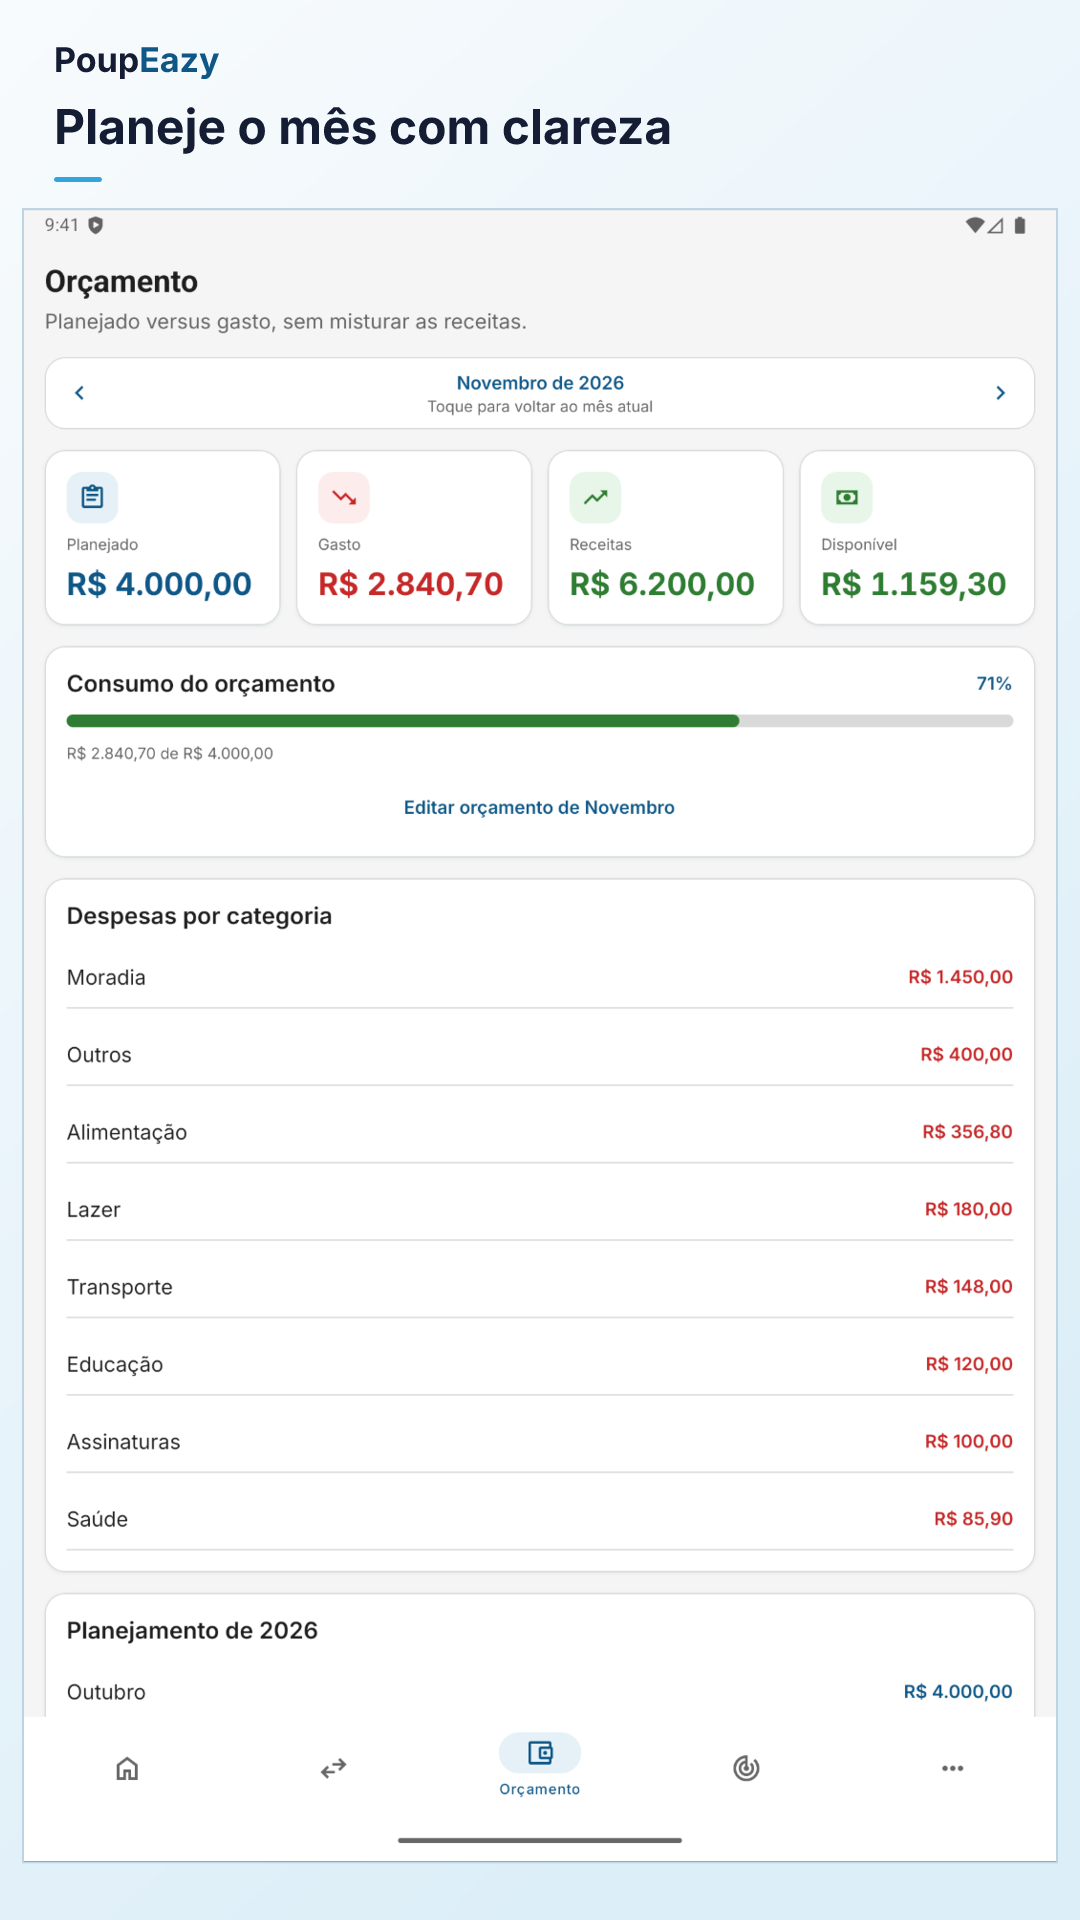 PoupEazy
Planeje o mês com clareza
9:41
Orçamento
Planejado versus gasto, sem misturar as receitas.
Novembro de 2026
Toque para voltar ao mês atual
Planejado
R$ 4.000,00
Gasto
R$ 2.840,70
Receitas
R$ 6.200,00
Disponível
R$ 1.159,30
Consumo do orçamento 71%
R$ 2.840,70 de R$ 4.000,00
Editar orçamento de Novembro
Despesas por categoria
Moradia R$ 1.450,00
Outros R$ 400,00
Alimentação R$ 356,80
Lazer R$ 180,00
Transporte R$ 148,00
Educação R$ 120,00
Assinaturas R$ 100,00
Saúde R$ 85,90
Planejamento de 2026
Outubro R$ 4.000,00
Orçamento